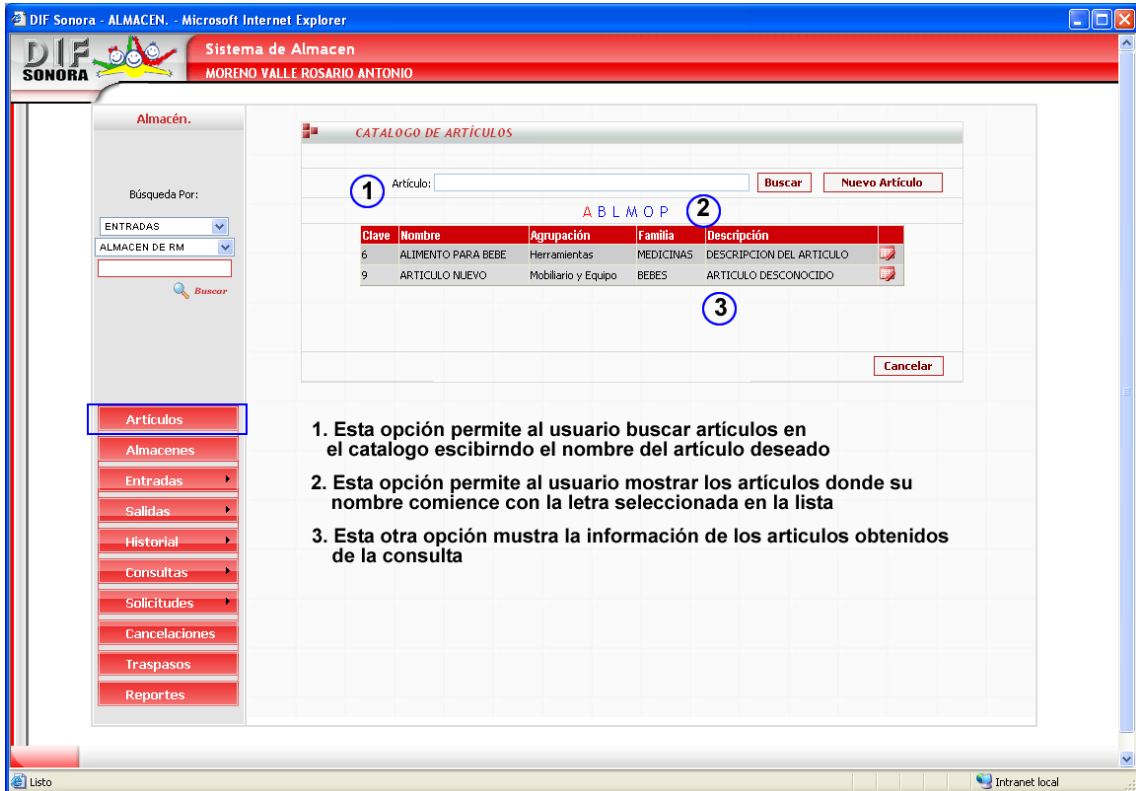 DIF Sonora - ALMACEN. - Microsoft Internet Explorer
DIF
SONORA
Sistema de Almacen
MORENO VALLE ROSARIO ANTONIO
Almacén.
Búsqueda Por:
ENTRADAS
ALMACEN DE RM
Buscar
CATALOGO DE ARTÍCULOS
1 Artículo: Buscar Nuevo Artículo
A B L M O P 2
Clave Nombre Agrupación Familia Descripción
6 ALIMENTO PARA BEBE Herramientas MEDICINAS DESCRIPCION DEL ARTICULO
9 ARTICULO NUEVO Mobiliario y Equipo BEBES ARTICULO DESCONOCIDO
3
Cancelar
Artículos
Almacenes
Entradas
Salidas
Historial
Consultas
Solicitudes
Cancelaciones
Traspasos
Reportes
1. Esta opción permite al usuario buscar artículos en
el catalogo escibirndo el nombre del artículo deseado
2. Esta opción permite al usuario mostrar los artículos donde su
nombre comience con la letra seleccionada en la lista
3. Esta otra opción mustra la información de los articulos obtenidos
de la consulta
Listo
Intranet local